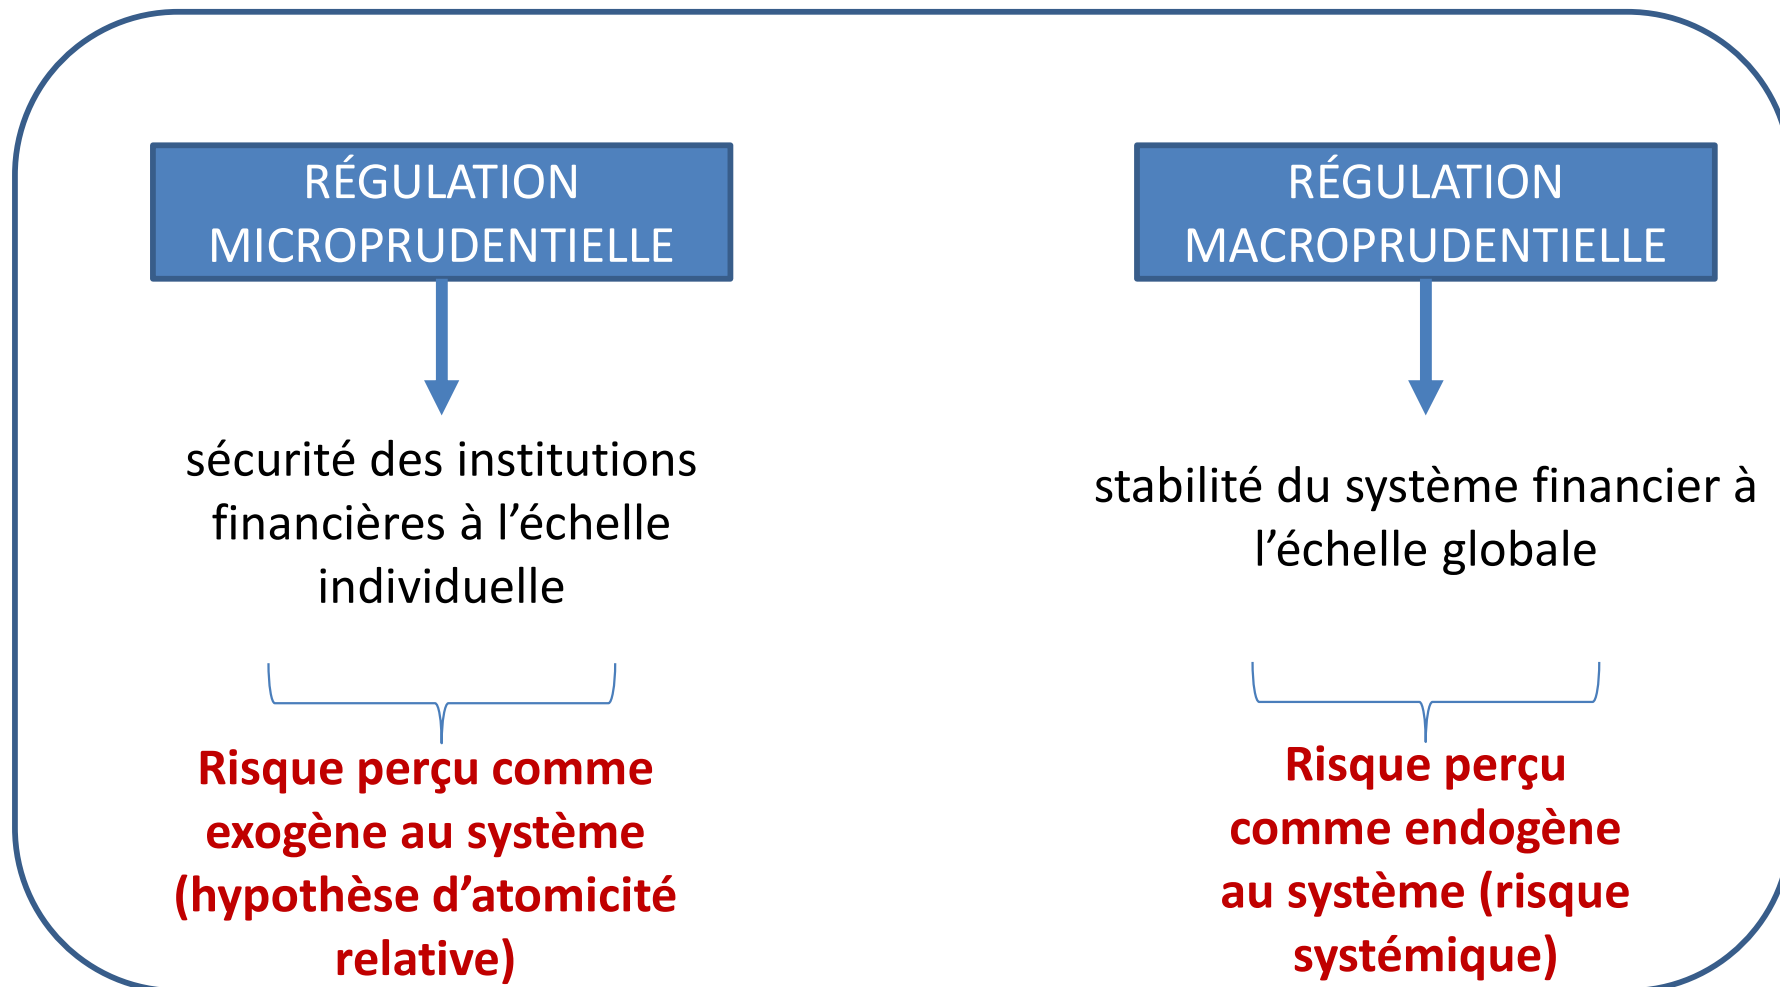 RÉGULATION
MICROPRUDENTIELLE
sécurité des institutions
financières à l’échelle
individuelle
Risque perçu comme
exogène au système
(hypothèse d’atomicité
relative)
RÉGULATION
MACROPRUDENTIELLE
stabilité du système financier à
l’échelle globale
Risque perçu
comme endogène
au système (risque
systémique)